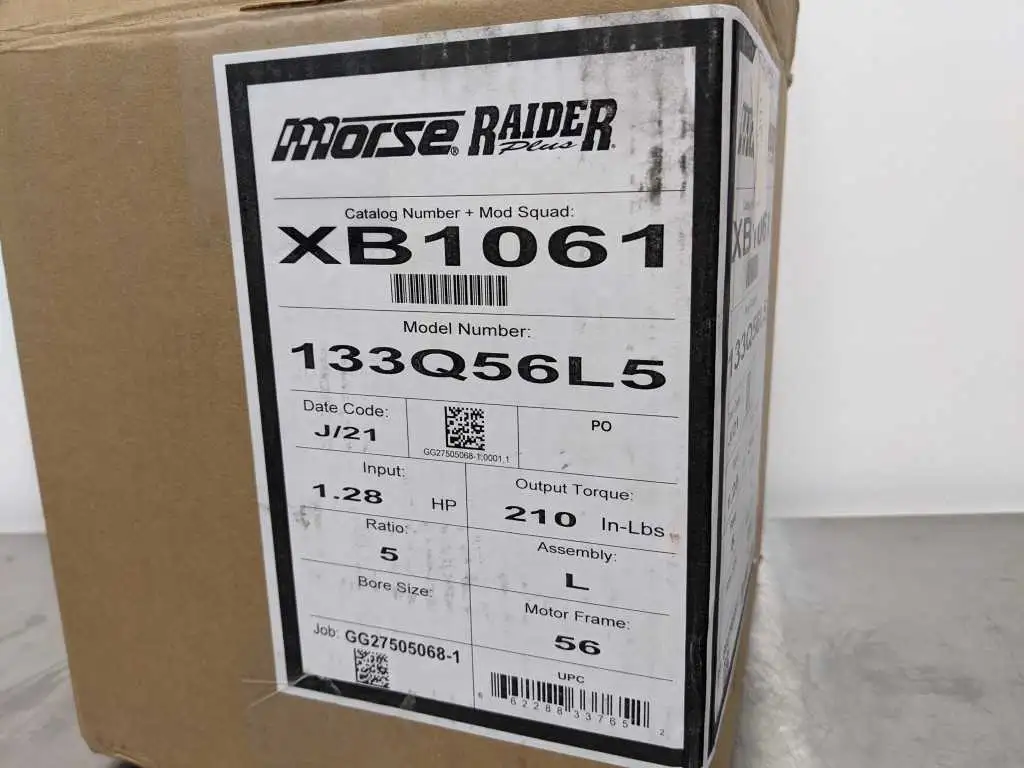 morse® RAIDER Plus®
Catalog Number + Mod Squad:
XB1061
Model Number:
133Q56L5
Date Code:
J/21
GG27505068-1;0001,1
PO
Input:
1.28 HP
Output Torque:
210 In-Lbs
Ratio:
5
Assembly:
L
Bore Size:
Motor Frame:
56
Job: GG27505068-1
UPC
6 62288 33765 2
XB1061
133Q56L5